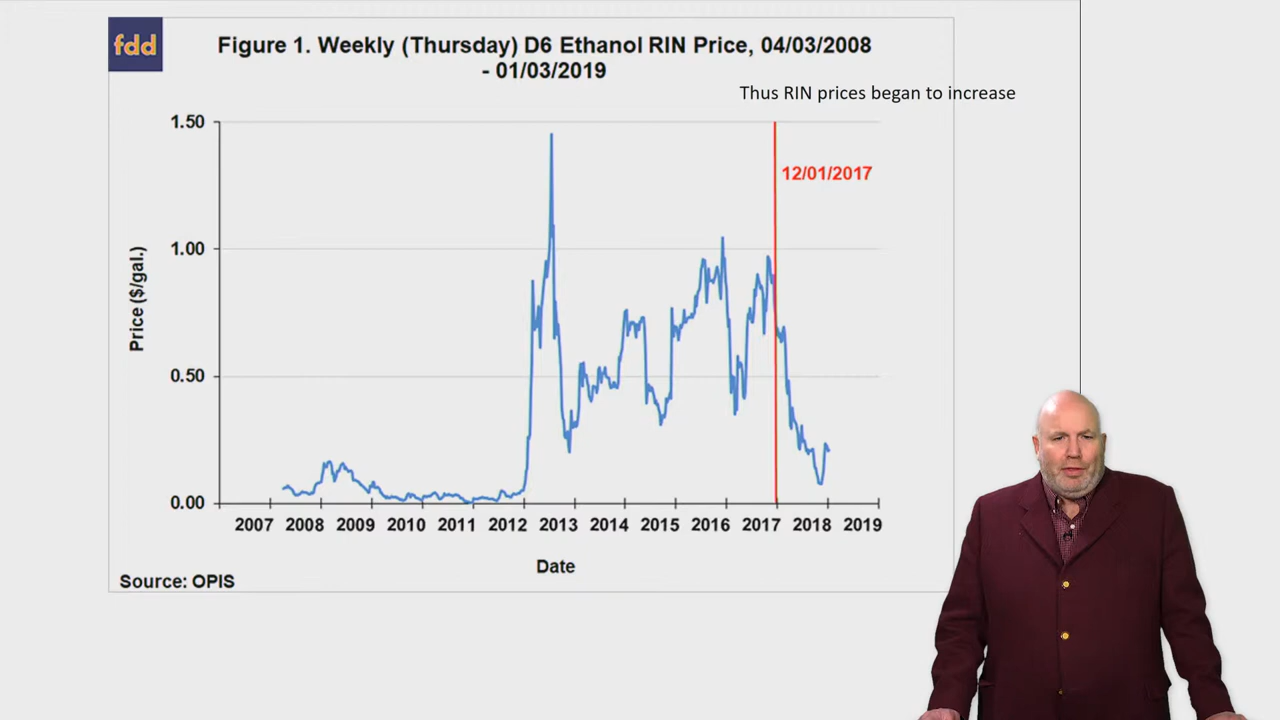 fdd
Figure 1. Weekly (Thursday) D6 Ethanol RIN Price, 04/03/2008
- 01/03/2019
Thus RIN prices began to increase
1.50
12/01/2017
1.00
Price ($/gal.)
0.50
0.00
2007 2008 2009 2010 2011 2012 2013 2014 2015 2016 2017 2018 2019
Date
Source: OPIS